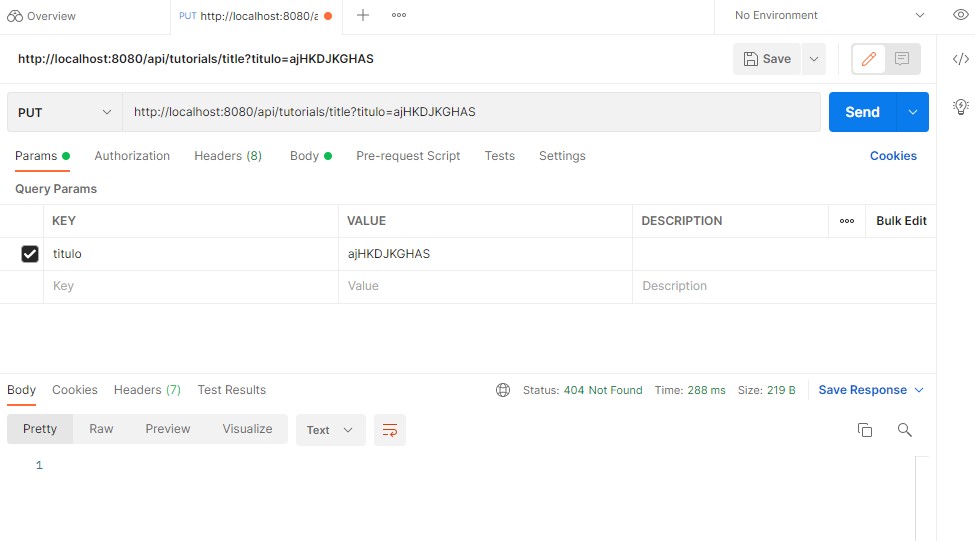 Overview
PUT http://localhost:8080/a
No Environment
http://localhost:8080/api/tutorials/title?titulo=ajHKDJKGHAS
Save
PUT http://localhost:8080/api/tutorials/title?titulo=ajHKDJKGHAS Send
Params Authorization Headers (8) Body Pre-request Script Tests Settings Cookies
Query Params
KEY VALUE DESCRIPTION Bulk Edit
titulo ajHKDJKGHAS
Key Value Description
Body Cookies Headers (7) Test Results Status: 404 Not Found Time: 288 ms Size: 219 B Save Response
Pretty Raw Preview Visualize Text
1